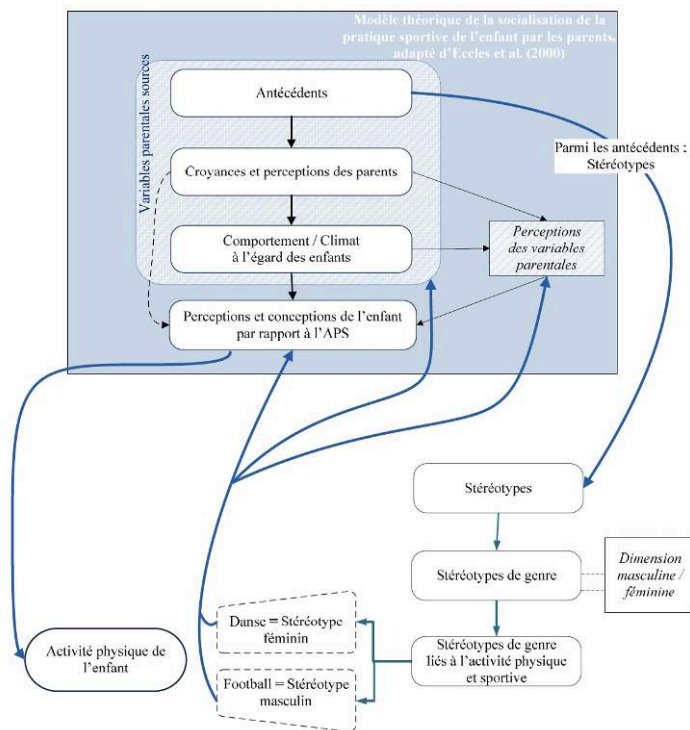 Modèle théorique de la socialisation de la
pratique sportive de l'enfant par les parents,
adapté d'Eccles et al. (2000)
Variables parentales sources
Antécédents
Parmi les antécédents :
Stéréotypes
Croyances et perceptions des parents
Comportement / Climat
à l'égard des enfants
Perceptions
des variables
parentales
Perceptions et conceptions de l'enfant
par rapport à l'APS
Stéréotypes
Stéréotypes de genre
Dimension
masculine /
féminine
Danse = Stéréotype
féminin
Stéréotypes de genre
liés à l'activité physique
et sportive
Activité physique de
l'enfant
Football = Stéréotype
masculin